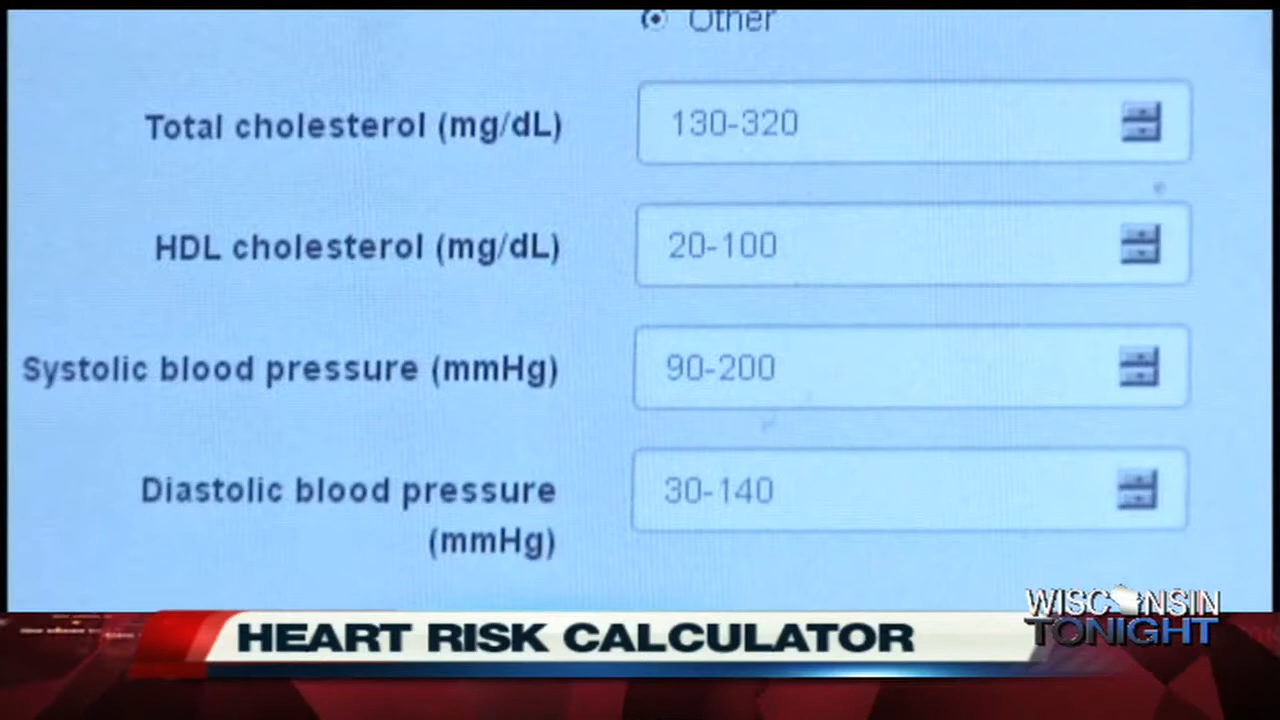 Other
Total cholesterol (mg/dL)
130-320
HDL cholesterol (mg/dL)
20-100
Systolic blood pressure (mmHg)
90-200
Diastolic blood pressure
(mmHg)
30-140
HEART RISK CALCULATOR
WISCONSIN
TONIGHT